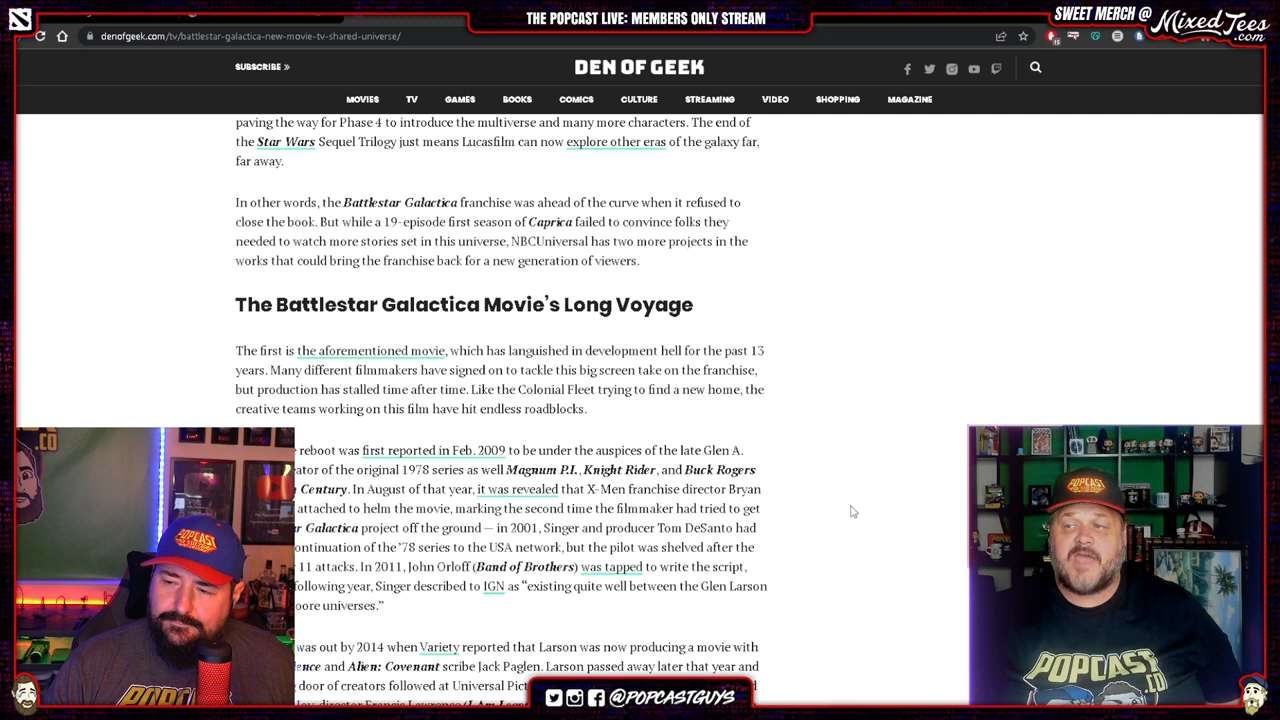 THE POPCAST LIVE: MEMBERS ONLY STREAM
SWEET MERCH @
MixedTees
.com
denofgeek.com/tv/battlestar-galactica-new-movie-tv-shared-universe/
SUBSCRIBE »
DEN OF GEEK
MOVIES TV GAMES BOOKS COMICS CULTURE STREAMING VIDEO SHOPPING MAGAZINE
paving the way for Phase 4 to introduce the multiverse and many more characters. The end of
the Star Wars Sequel Trilogy just means Lucasfilm can now explore other eras of the galaxy far,
far away.
In other words, the Battlestar Galactica franchise was ahead of the curve when it refused to
close the book. But while a 19-episode first season of Caprica failed to convince folks they
needed to watch more stories set in this universe, NBCUniversal has two more projects in the
works that could bring the franchise back for a new generation of viewers.
The Battlestar Galactica Movie's Long Voyage
The first is the aforementioned movie, which has languished in development hell for the past 13
years. Many different filmmakers have signed on to tackle this big screen take on the franchise,
but production has stalled time after time. Like the Colonial Fleet trying to find a new home, the
creative teams working on this film have hit endless roadblocks.
reboot was first reported in Feb. 2009 to be under the auspices of the late Glen A.
eator of the original 1978 series as well Magnum P.I., Knight Rider, and Buck Rogers
Century. In August of that year, it was revealed that X-Men franchise director Bryan
attached to helm the movie, marking the second time the filmmaker had tried to get
r Galactica project off the ground — in 2001, Singer and producer Tom DeSanto had
ontinuation of the '78 series to the USA network, but the pilot was shelved after the
11 attacks. In 2011, John Orloff (Band of Brothers) was tapped to write the script,
following year, Singer described to IGN as "existing quite well between the Glen Larson
oore universes."
was out by 2014 when Variety reported that Larson was now producing a movie with
ence and Alien: Covenant scribe Jack Paglen. Larson passed away later that year and
door of creators followed at Universal Pict
director Francis Lawrence
POPCAST
POPCAST
POPCAST
@POPCASTGUYS